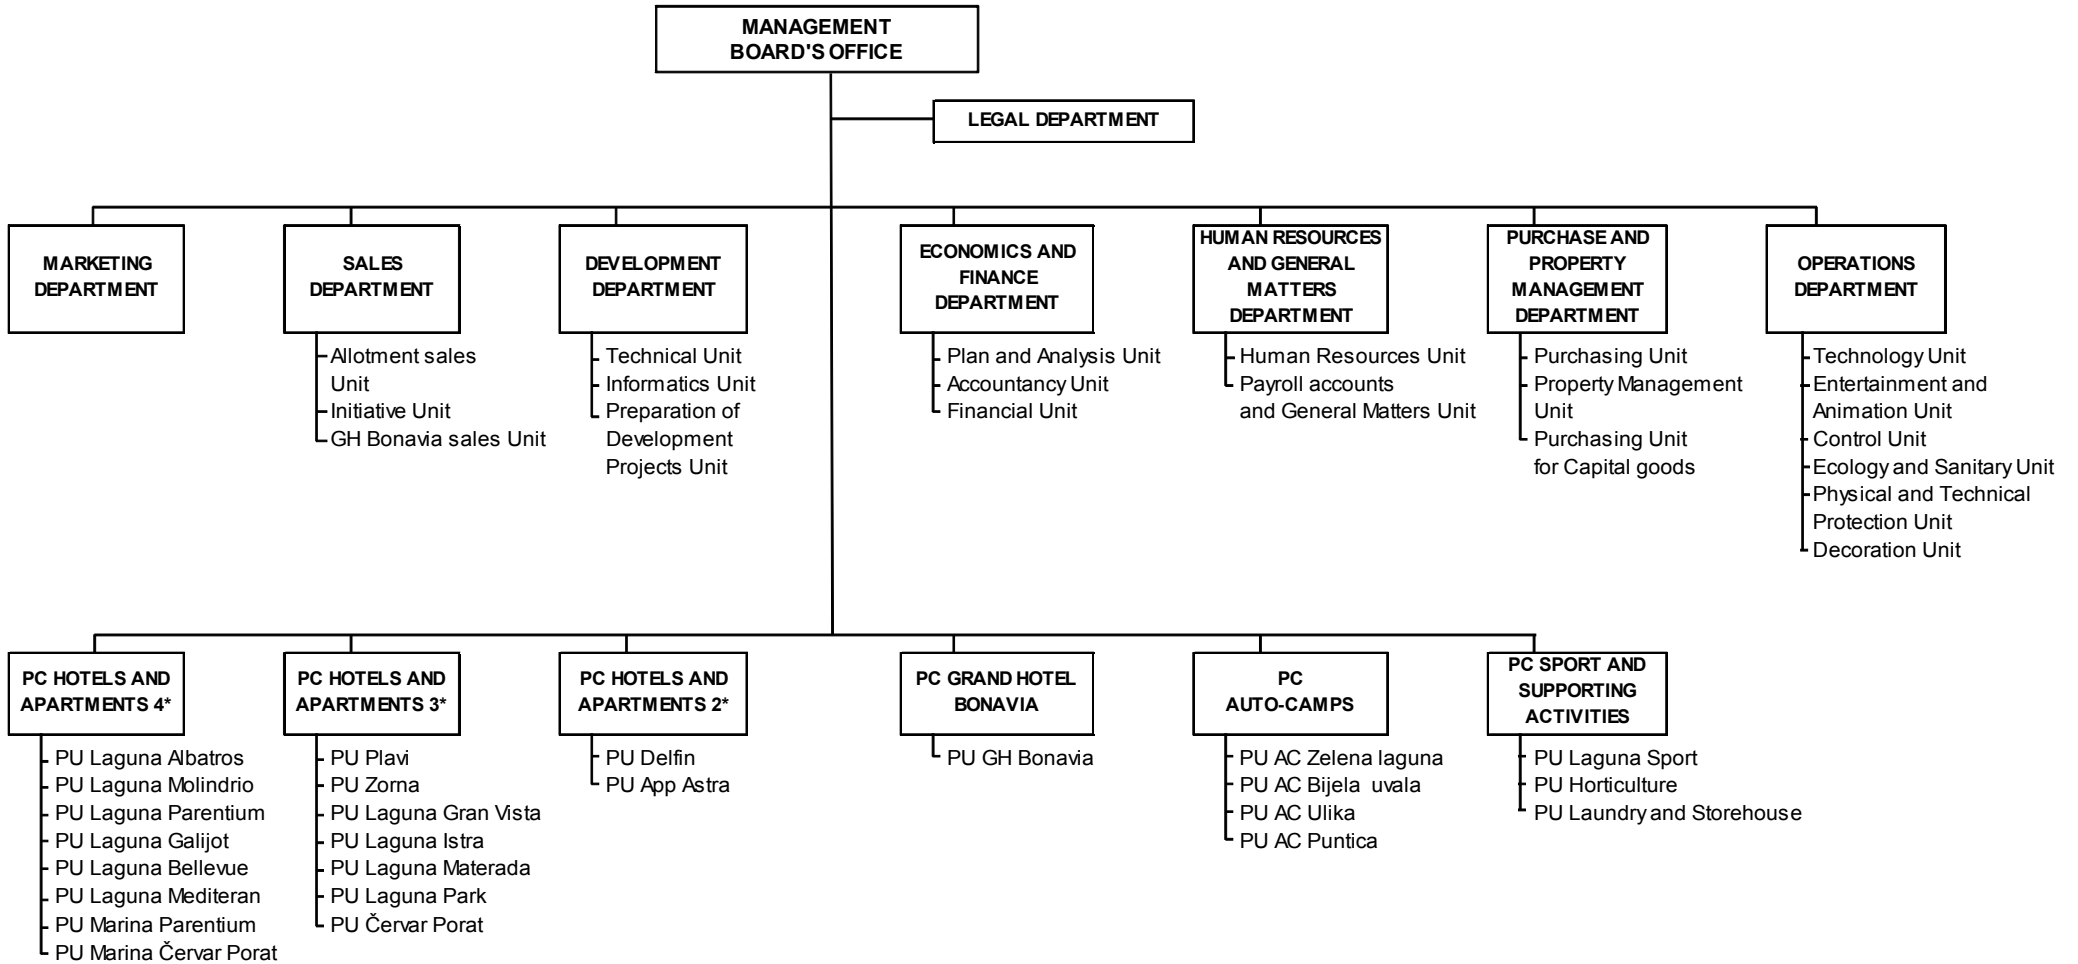 MANAGEMENT
BOARD'S OFFICE
LEGAL DEPARTMENT
MARKETING
DEPARTMENT
SALES
DEPARTMENT
Allotment sales
Unit
Initiative Unit
GH Bonavia sales Unit
DEVELOPMENT
DEPARTMENT
Technical Unit
Informatics Unit
Preparation of
Development
Projects Unit
ECONOMICS AND
FINANCE
DEPARTMENT
Plan and Analysis Unit
Accountancy Unit
Financial Unit
HUMAN RESOURCES
AND GENERAL
MATTERS
DEPARTMENT
Human Resources Unit
Payroll accounts
and General Matters Unit
PURCHASE AND
PROPERTY
MANAGEMENT
DEPARTMENT
Purchasing Unit
Property Management
Unit
Purchasing Unit
for Capital goods
OPERATIONS
DEPARTMENT
Technology Unit
Entertainment and
Animation Unit
Control Unit
Ecology and Sanitary Unit
Physical and Technical
Protection Unit
Decoration Unit
PC HOTELS AND
APARTMENTS 4*
PU Laguna Albatros
PU Laguna Molindrio
PU Laguna Parentium
PU Laguna Galijot
PU Laguna Bellevue
PU Laguna Mediteran
PU Marina Parentium
PU Marina Červar Porat
PC HOTELS AND
APARTMENTS 3*
PU Plavi
PU Zorna
PU Laguna Gran Vista
PU Laguna Istra
PU Laguna Materada
PU Laguna Park
PU Červar Porat
PC HOTELS AND
APARTMENTS 2*
PU Delfin
PU App Astra
PC GRAND HOTEL
BONAVIA
PU GH Bonavia
PC
AUTO-CAMPS
PU AC Zelena laguna
PU AC Bijela uvala
PU AC Ulika
PU AC Puntica
PC SPORT AND
SUPPORTING
ACTIVITIES
PU Laguna Sport
PU Horticulture
PU Laundry and Storehouse